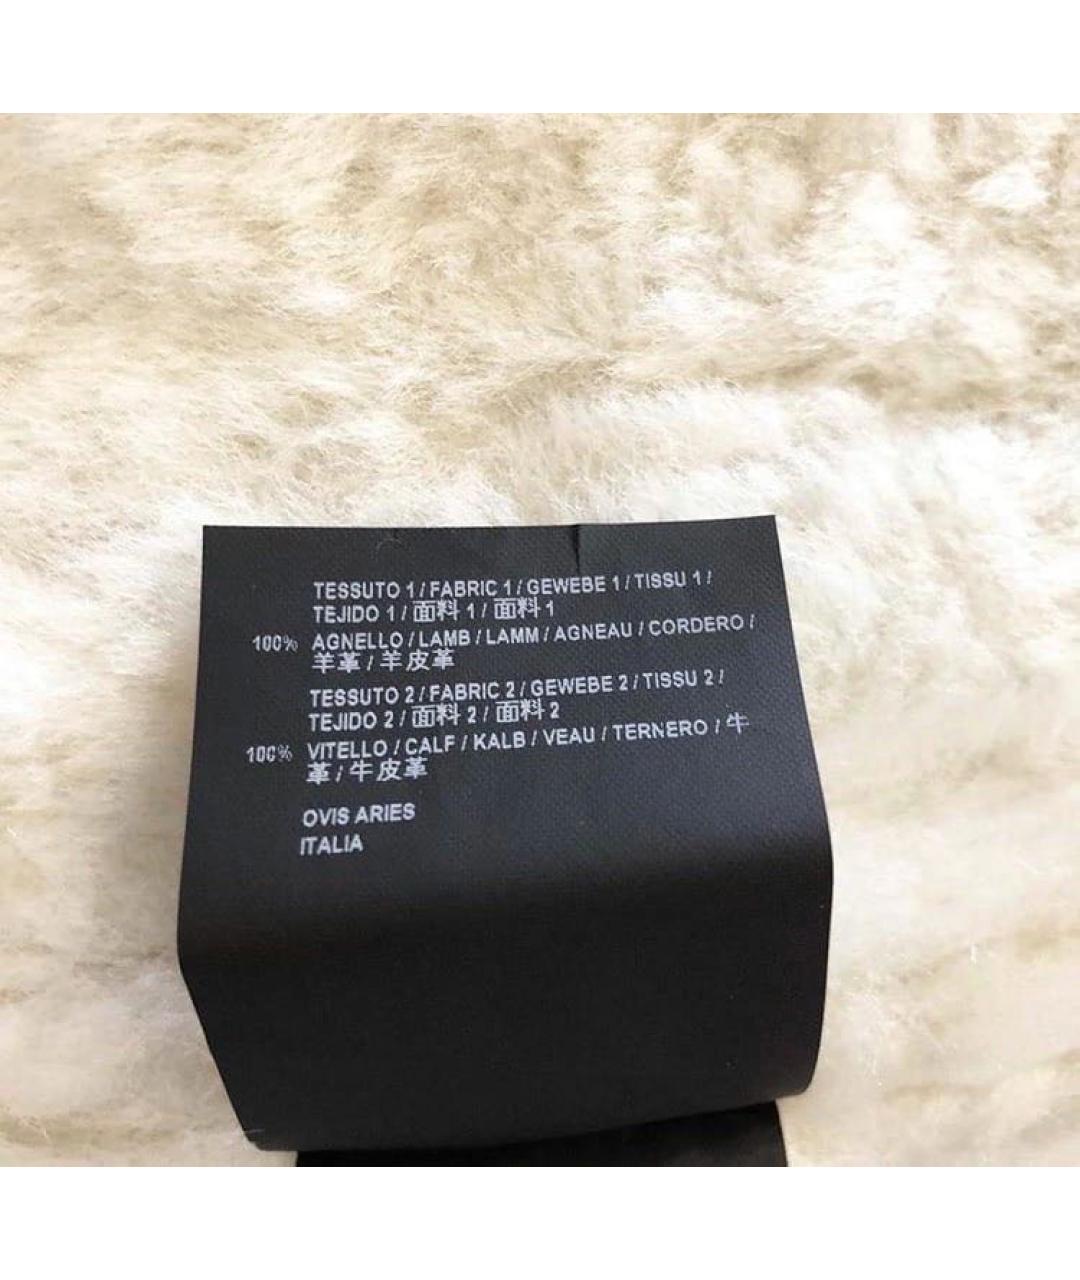 TESSUTO 1 / FABRIC 1 / GEWEBE 1 / TISSU 1 /
TEJIDO 1 / 面料 1 / 面料 1
100% AGNELLO / LAMB / LAMM / AGNEAU / CORDERO /
羊革 / 羊皮革
TESSUTO 2 / FABRIC 2 / GEWEBE 2 / TISSU 2 /
TEJIDO 2 / 面料 2 / 面料 2
100% VITELLO / CALF / KALB / VEAU / TERNERO / 牛
革 / 牛皮革
OVIS ARIES
ITALIA